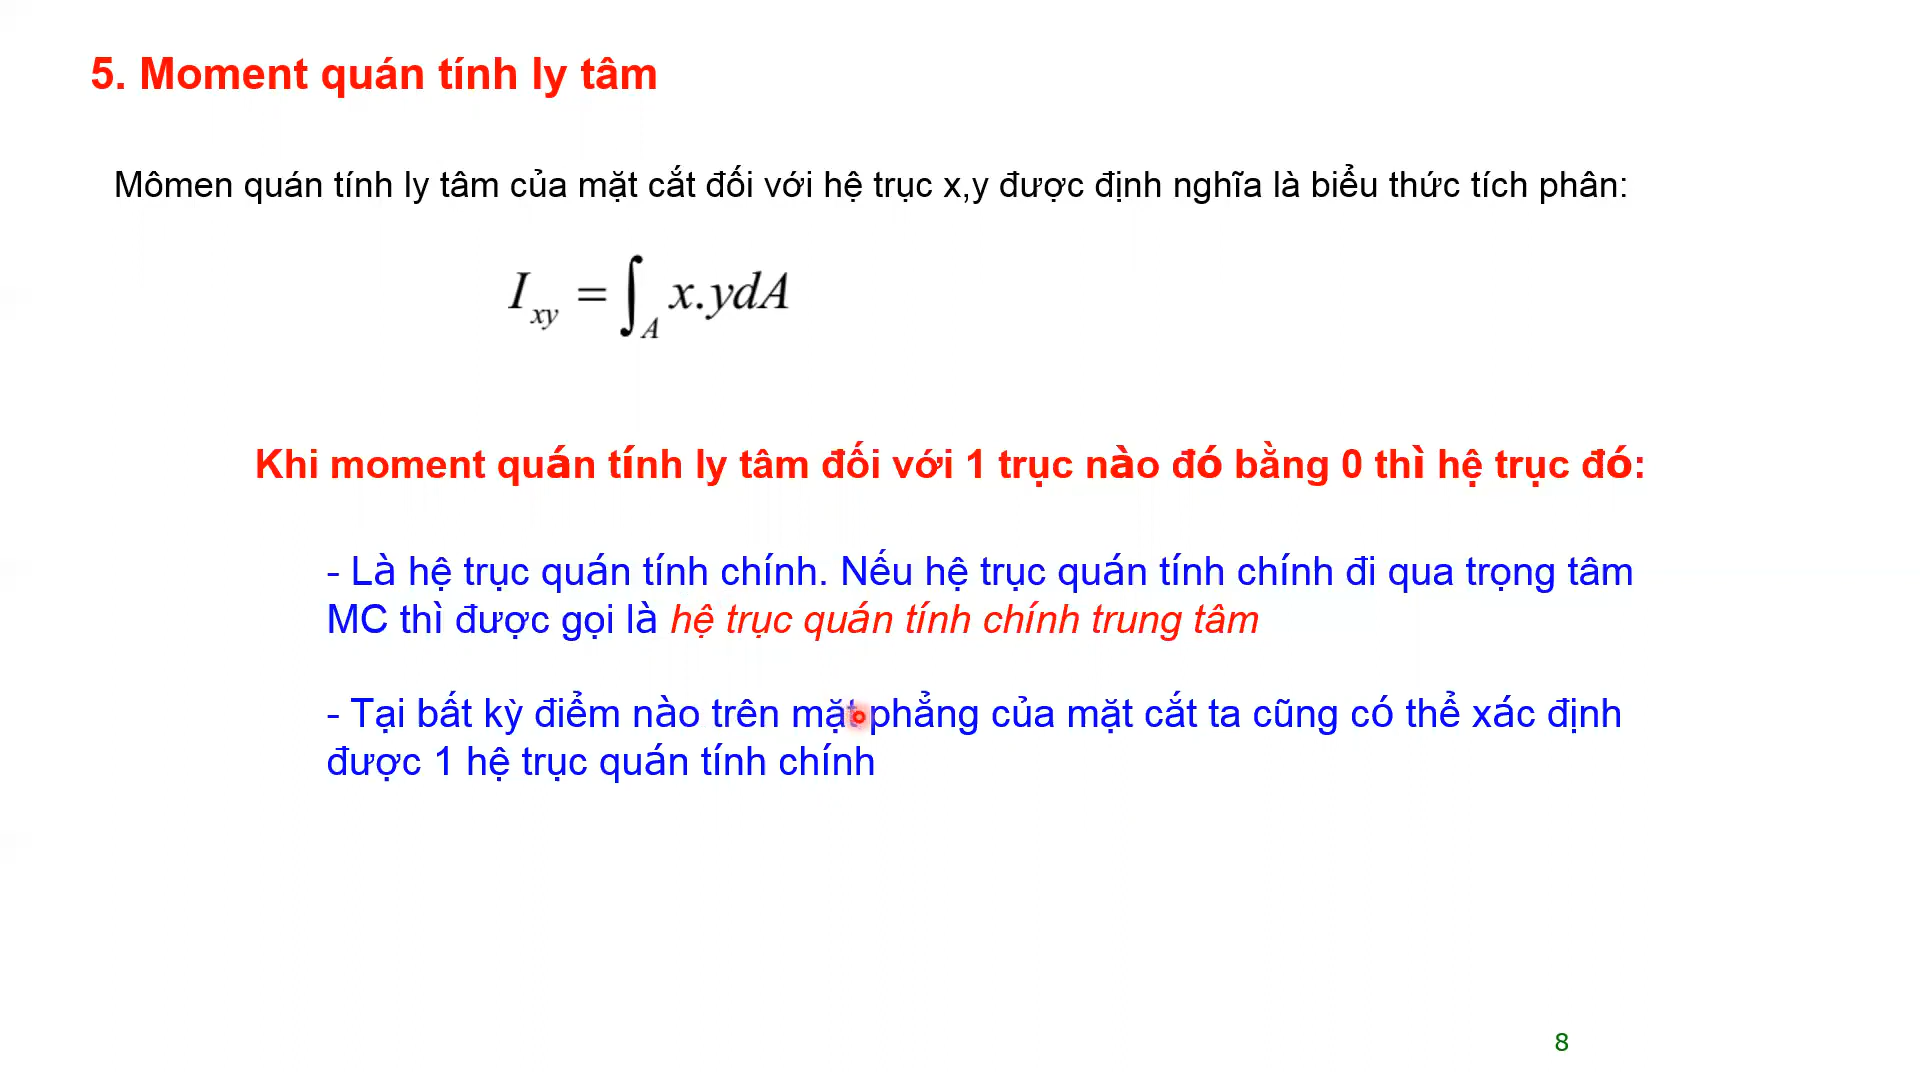 5. Moment quán tính ly tâm
Mômen quán tính ly tâm của mặt cắt đối với hệ trục x,y được định nghĩa là biểu thức tích phân:
I_{xy} = ∫_A x.ydA
Khi moment quán tính ly tâm đối với 1 trục nào đó bằng 0 thì hệ trục đó:
- Là hệ trục quán tính chính. Nếu hệ trục quán tính chính đi qua trọng tâm
MC thì được gọi là hệ trục quán tính chính trung tâm
- Tại bất kỳ điểm nào trên mặt phẳng của mặt cắt ta cũng có thể xác định
được 1 hệ trục quán tính chính
8